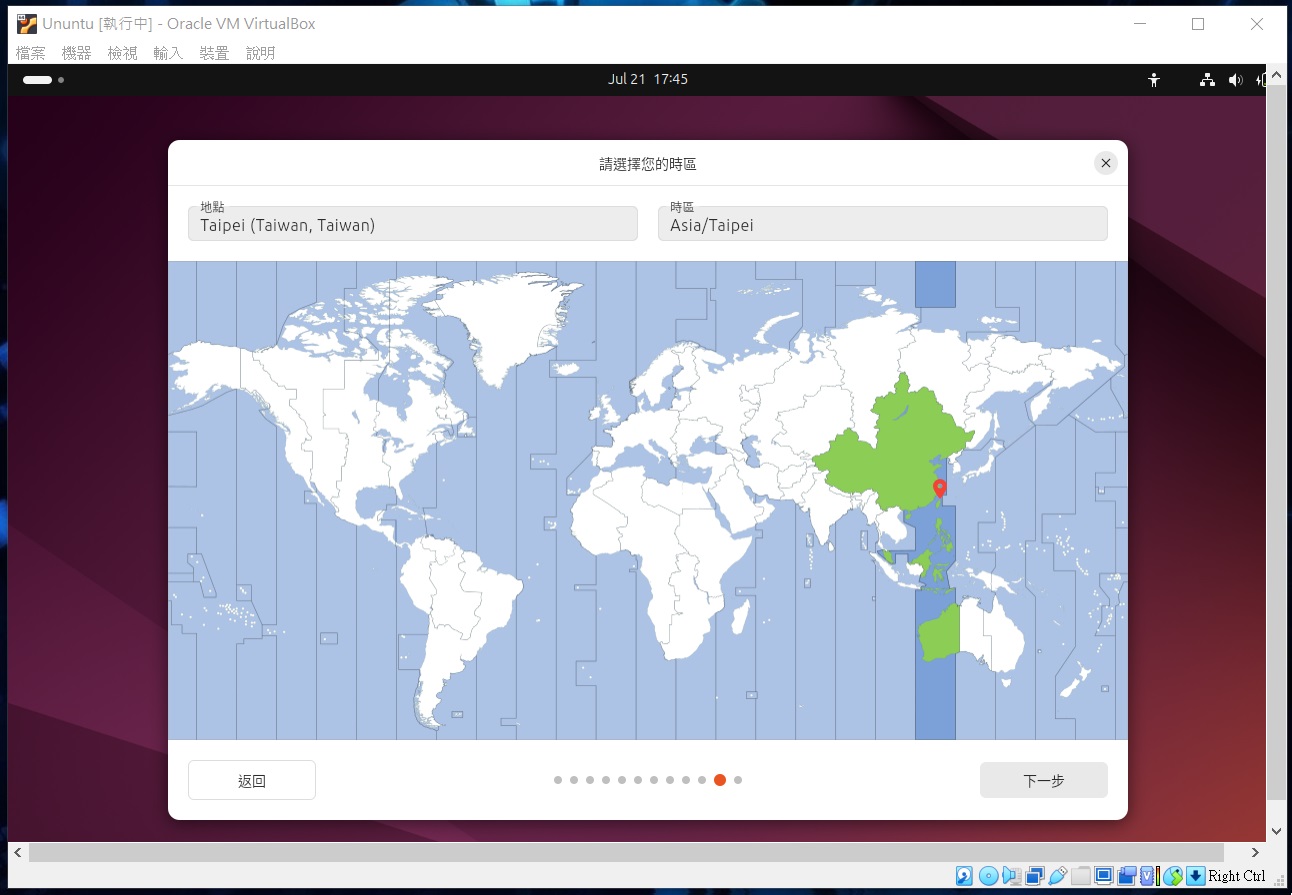 Ununtu [執行中] - Oracle VM VirtualBox
檔案 機器 檢視 輸入 裝置 說明
Jul 21 17:45
請選擇您的時區
地點
Taipei (Taiwan, Taiwan)
時區
Asia/Taipei
返回
下一步
Right Ctrl